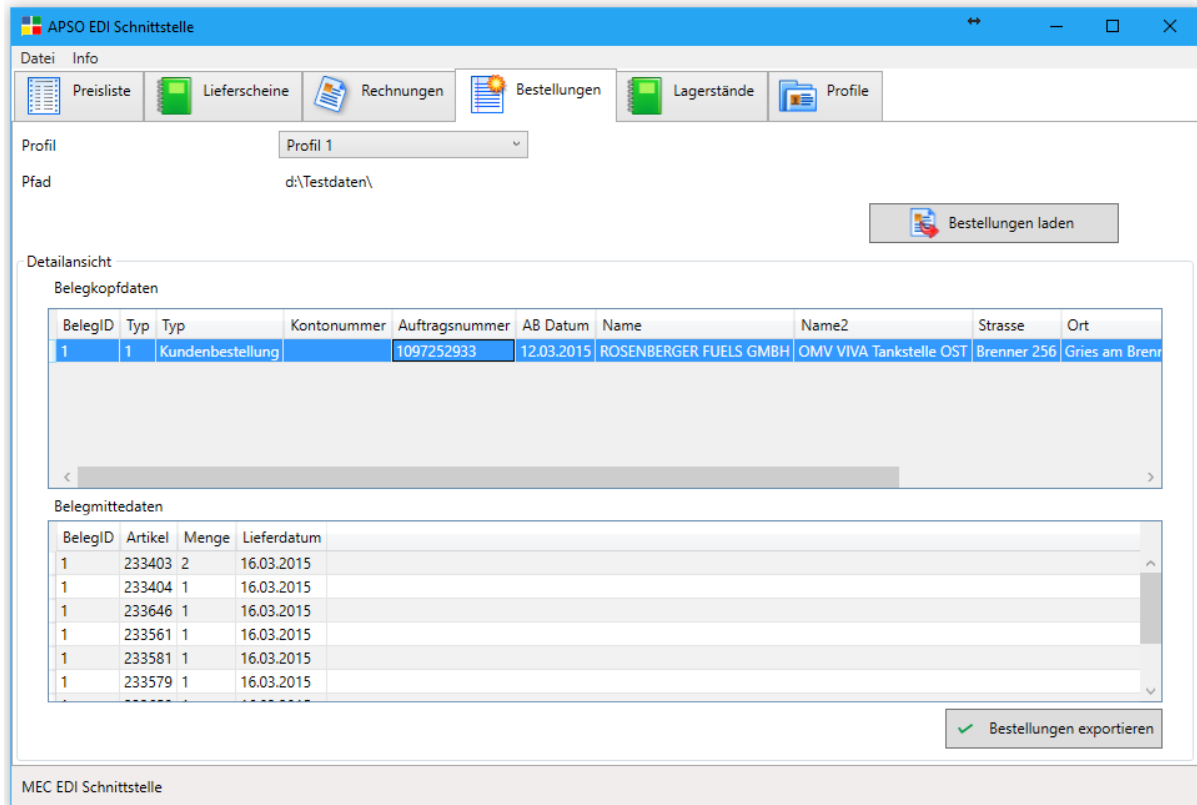 APSO EDI Schnittstelle
Datei Info
Preisliste Lieferscheine Rechnungen Bestellungen Lagerstände Profile
Profil Profil 1
Pfad d:\Testdaten\
Bestellungen laden
Detailansicht
Belegkopfdaten
BelegID Typ Typ Kontonummer Auftragsnummer AB Datum Name Name2 Strasse Ort
1 1 Kundenbestellung 1097252933 12.03.2015 ROSENBERGER FUELS GMBH OMV VIVA Tankstelle OST Brenner 256 Gries am Brenr
Belegmittedaten
BelegID Artikel Menge Lieferdatum
1 233403 2 16.03.2015
1 233404 1 16.03.2015
1 233646 1 16.03.2015
1 233561 1 16.03.2015
1 233581 1 16.03.2015
1 233579 1 16.03.2015
Bestellungen exportieren
MEC EDI Schnittstelle